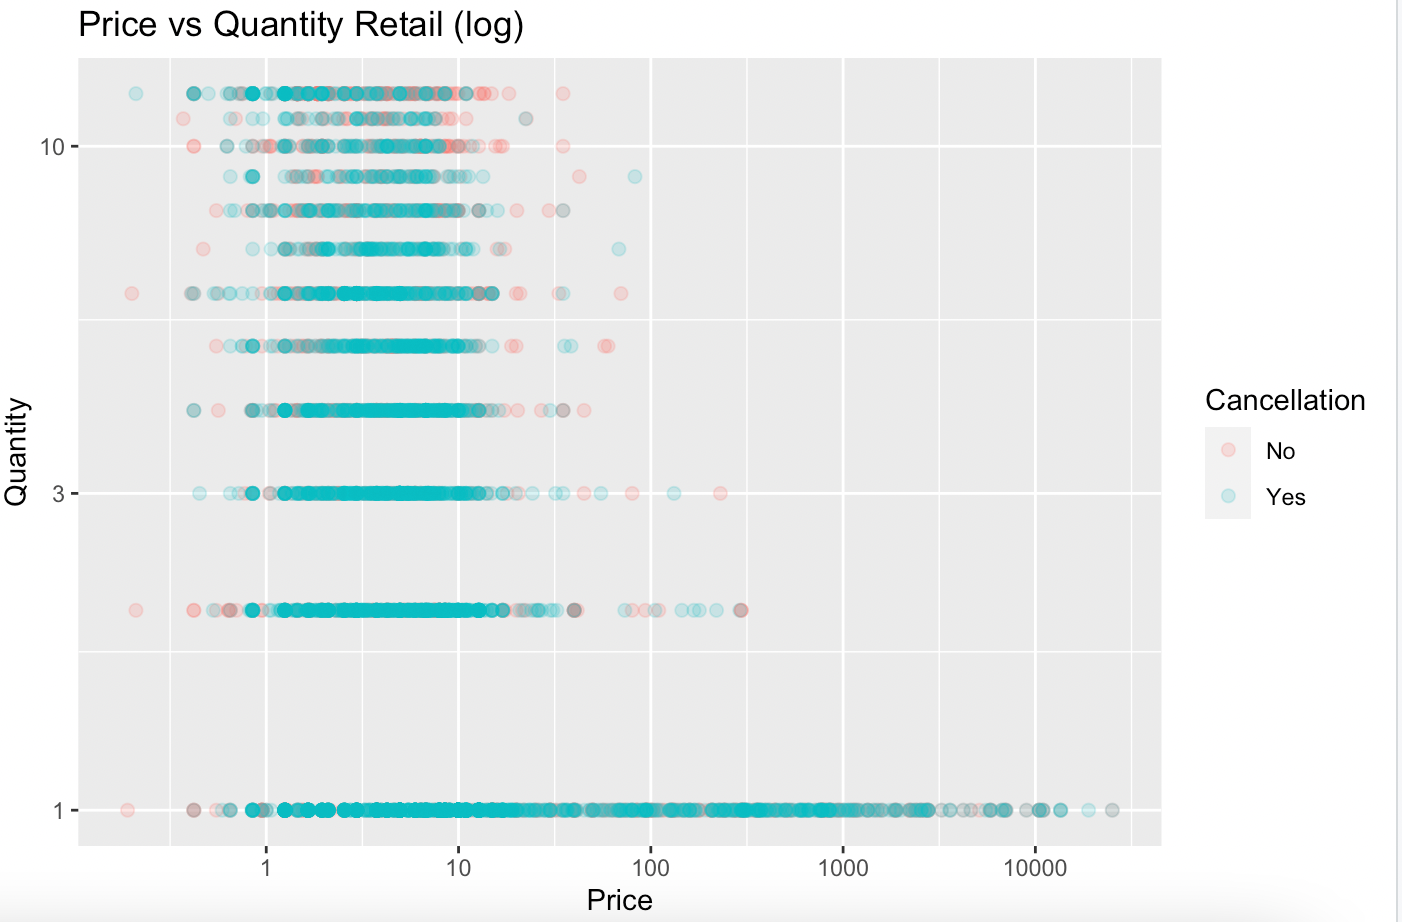 Price vs Quantity Retail (log)
10
3
1
Quantity
1 10 100 1000 10000
Price
Cancellation
No
Yes